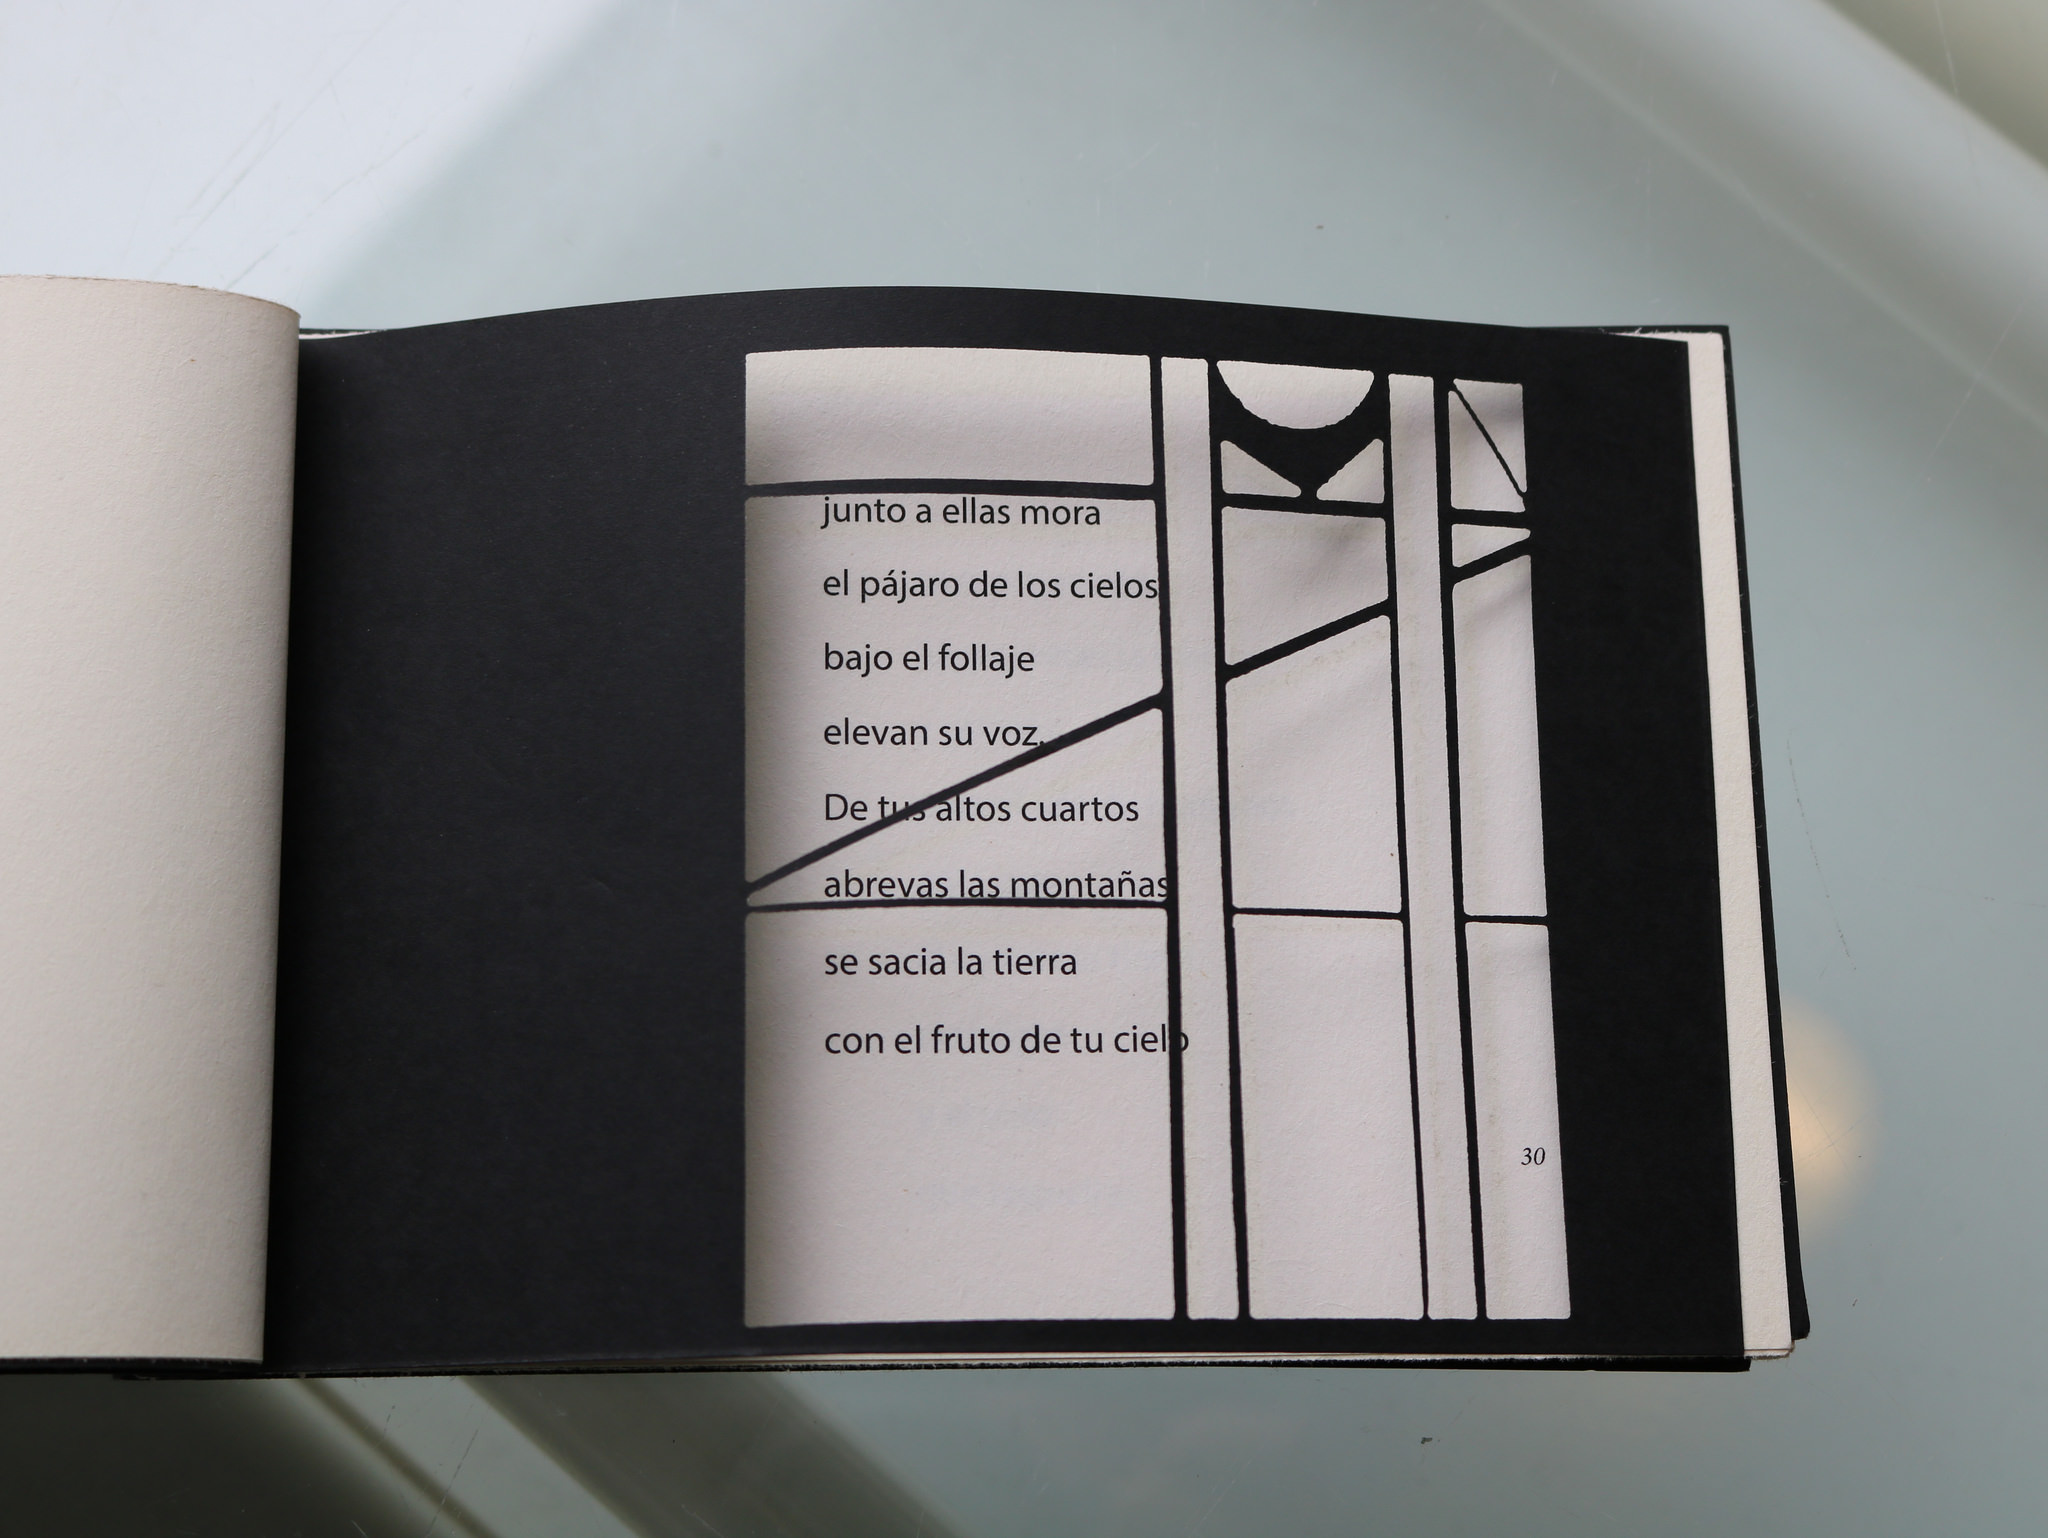 junto a ellas mora
el pájaro de los cielos
bajo el follaje
elevan su voz.
De tus altos cuartos
abrevas las montañas
se sacia la tierra
con el fruto de tu cielo
30